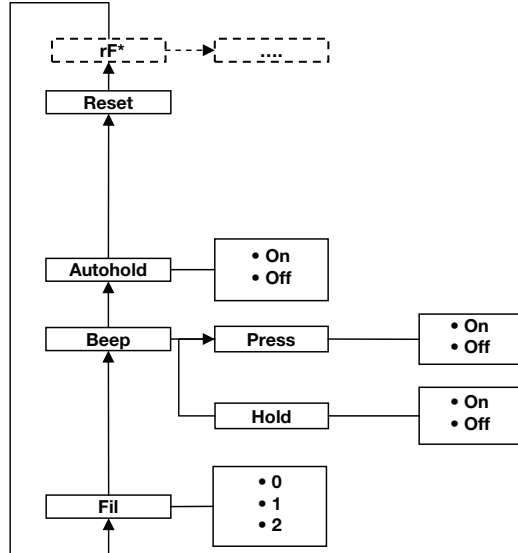 rF*
....
Reset
Autohold
• On
• Off
Beep
Press
• On
• Off
Hold
• On
• Off
Fil
• 0
• 1
• 2